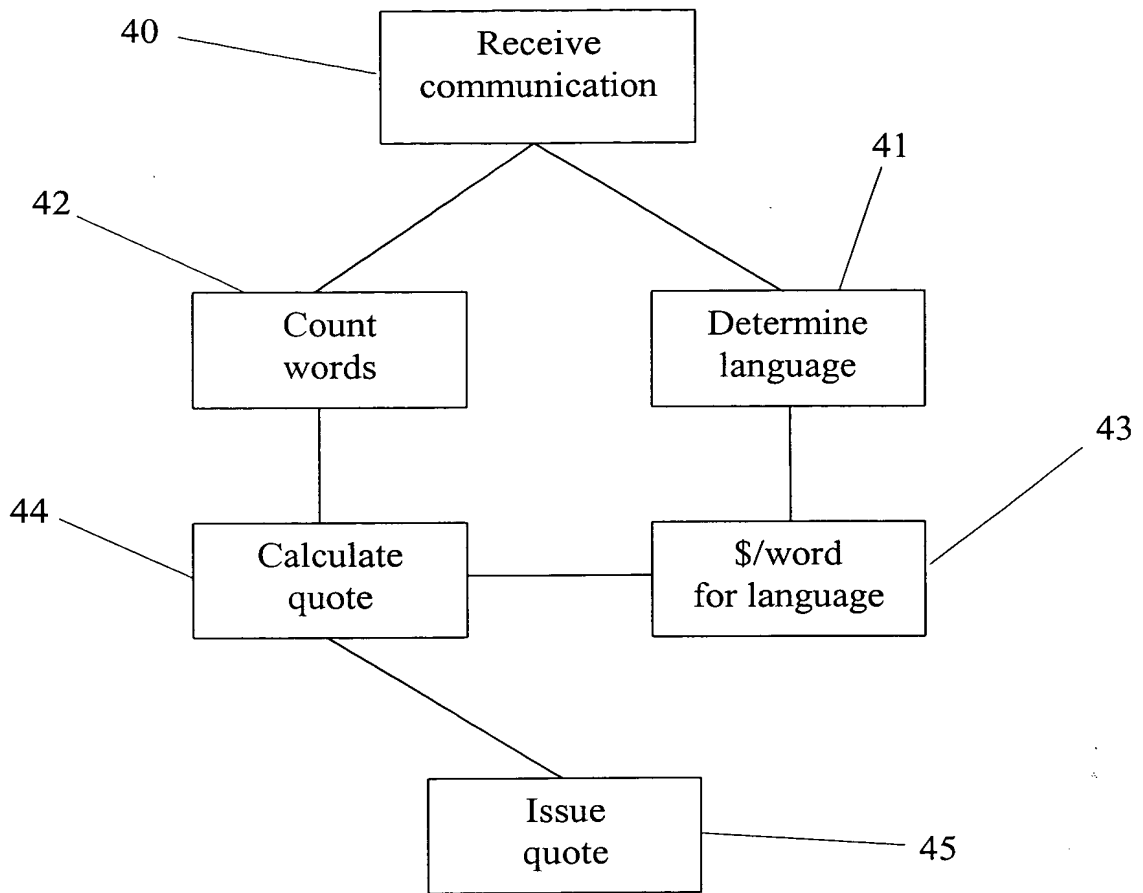 40
Receive
communication
41
42
Count
words
Determine
language
43
44
Calculate
quote
$/word
for language
Issue
quote
45